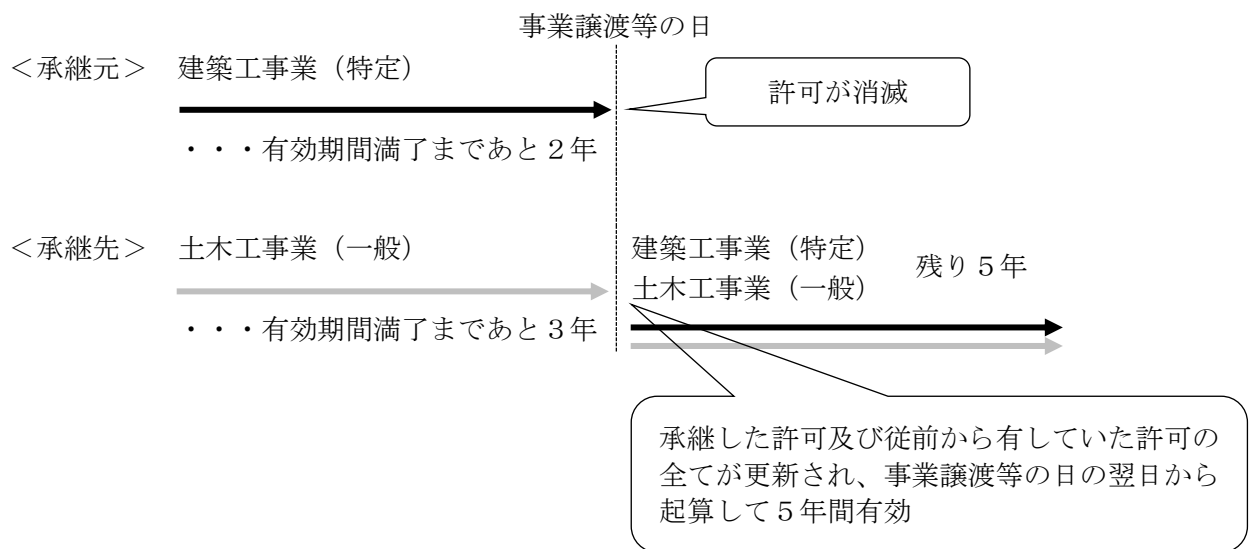 事業譲渡等の日
＜承継元＞ 建築工事業（特定）
許可が消滅
・・・有効期間満了まであと２年
＜承継先＞ 土木工事業（一般）
建築工事業（特定）
土木工事業（一般）
残り５年
・・・有効期間満了まであと３年
承継した許可及び従前から有していた許可の
全てが更新され、事業譲渡等の日の翌日から
起算して５年間有効